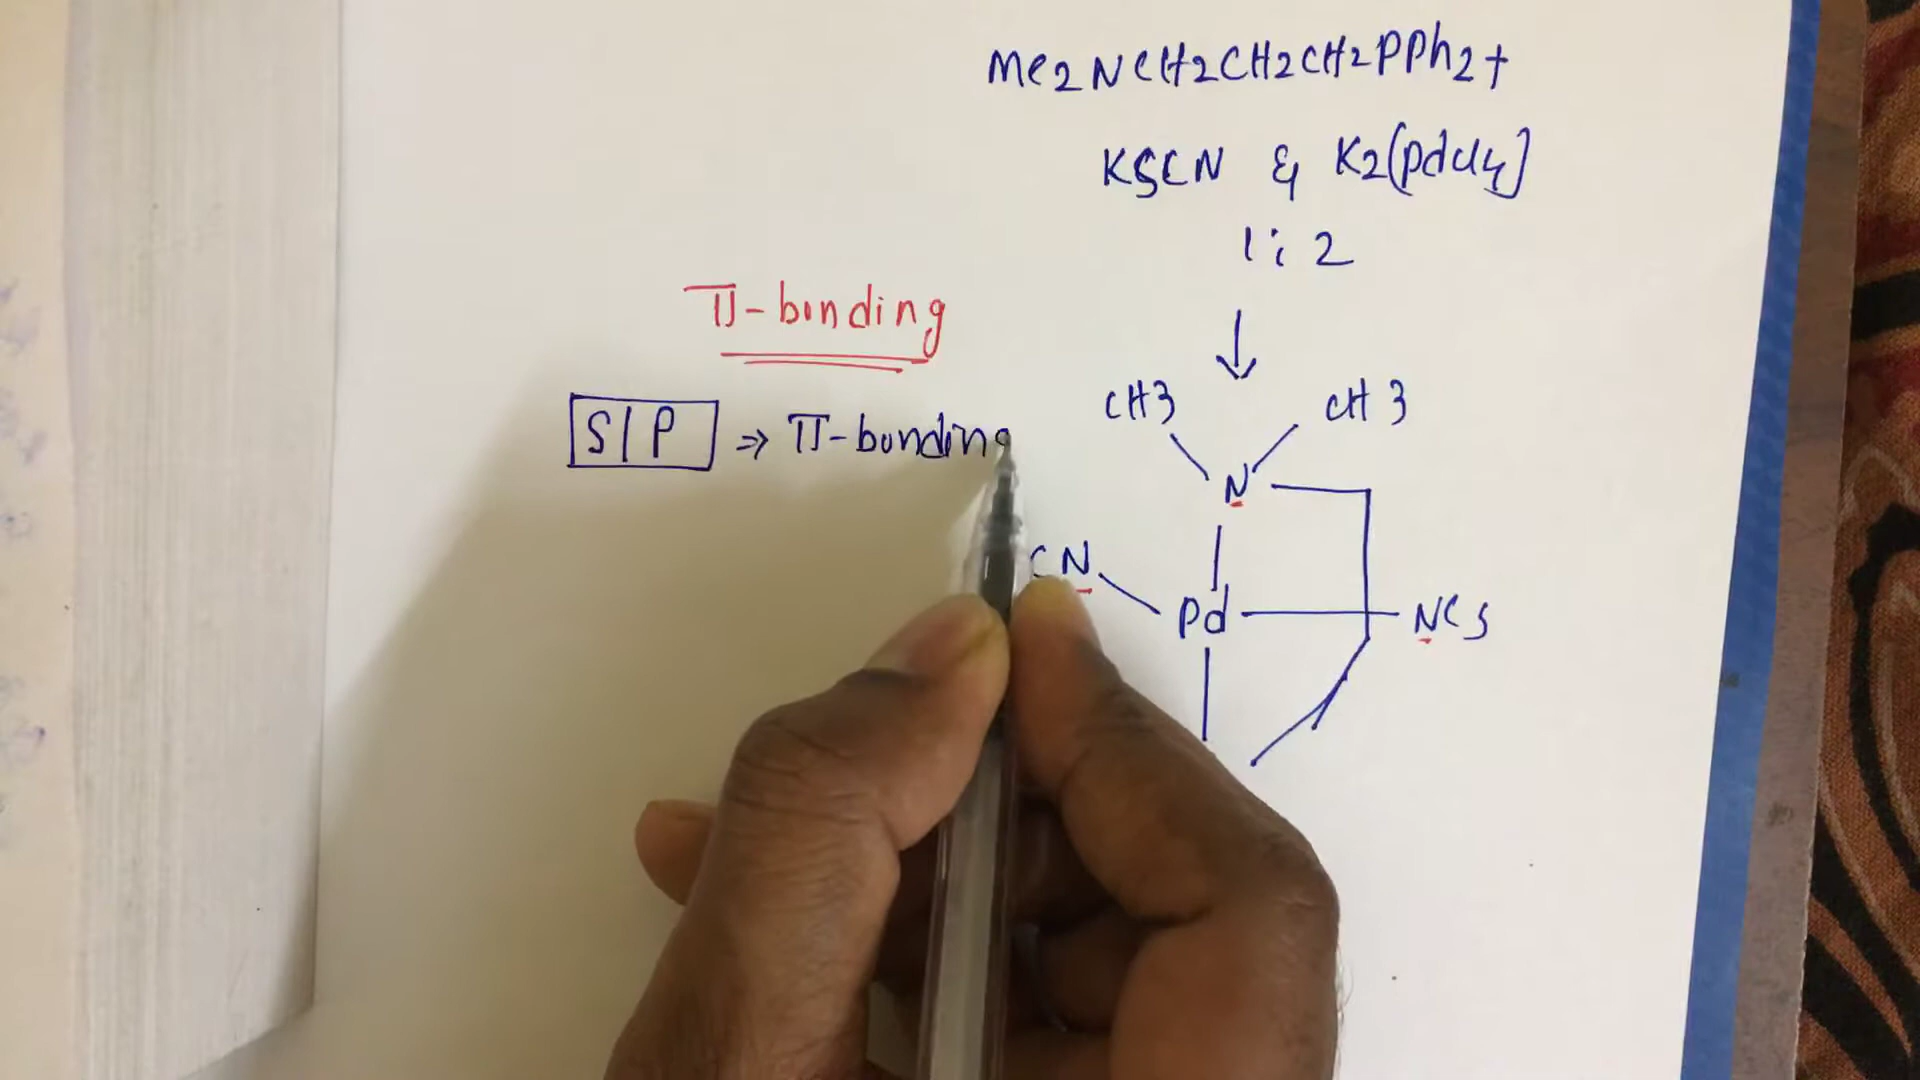 Me2NCH2CH2CH2PPh2+
KSCN & K2[PdCl4]
1:2
π-bonding
S/P ⇒ π-bonding
CH3 CH3
N
CN
Pd NCS